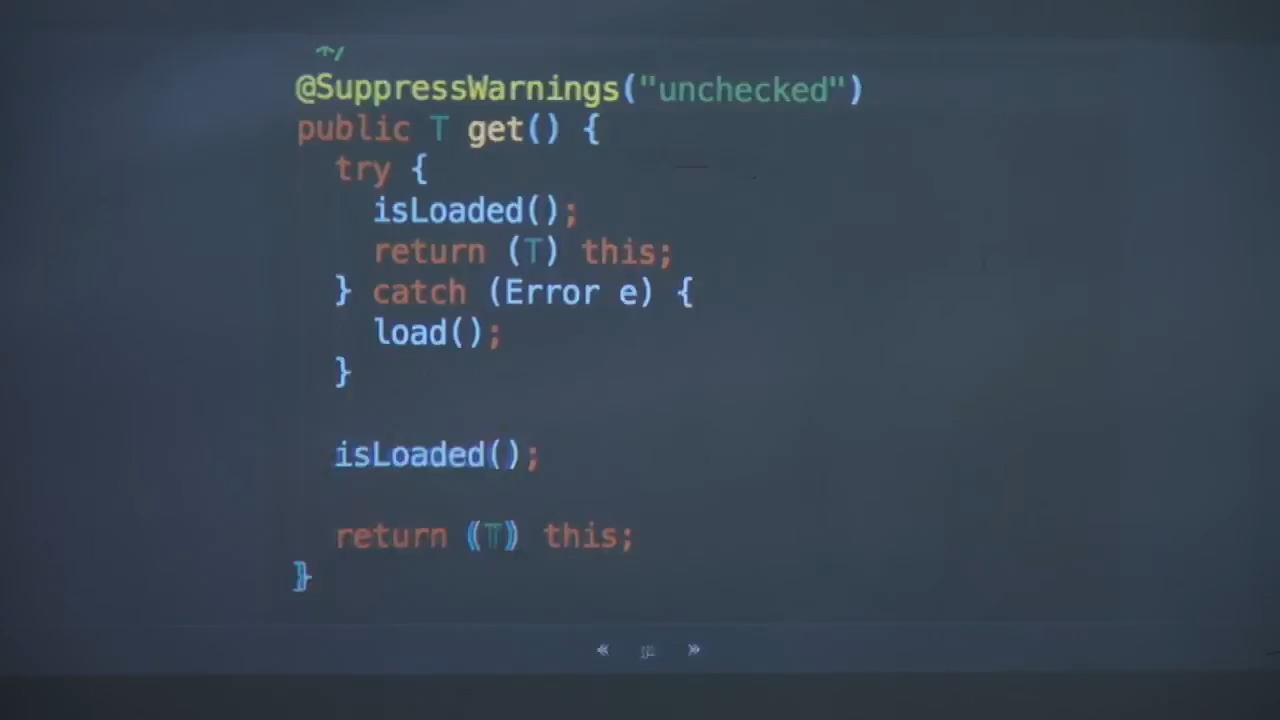 */
@SuppressWarnings("unchecked")
public T get() {
try {
isLoaded();
return (T) this;
} catch (Error e) {
load();
}
isLoaded();
return (T) this;
}
« »